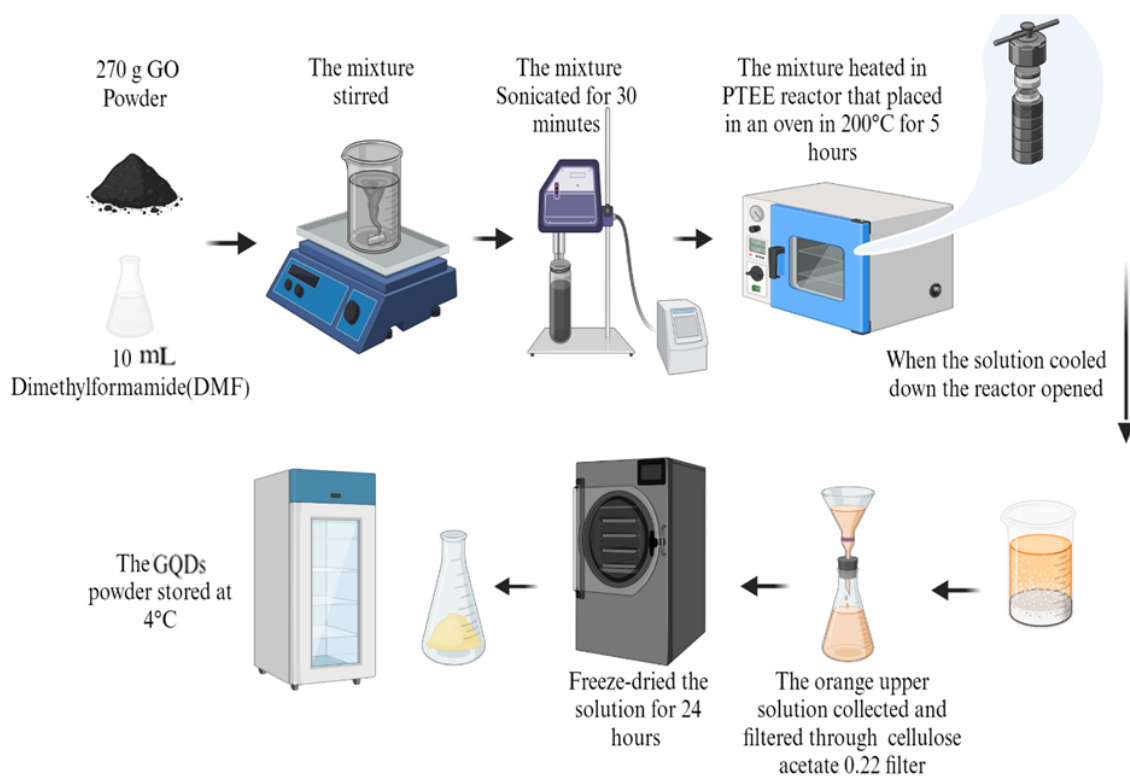 270 g GO
Powder
10 mL
Dimethylformamide(DMF)
The mixture
stirred
The mixture
Sonicated for 30
minutes
The mixture heated in
PTEE reactor that placed
in an oven in 200°C for 5
hours
When the solution cooled
down the reactor opened
The orange upper
solution collected and
filtered through cellulose
acetate 0.22 filter
Freeze-dried the
solution for 24
hours
The GQDs
powder stored at
4°C